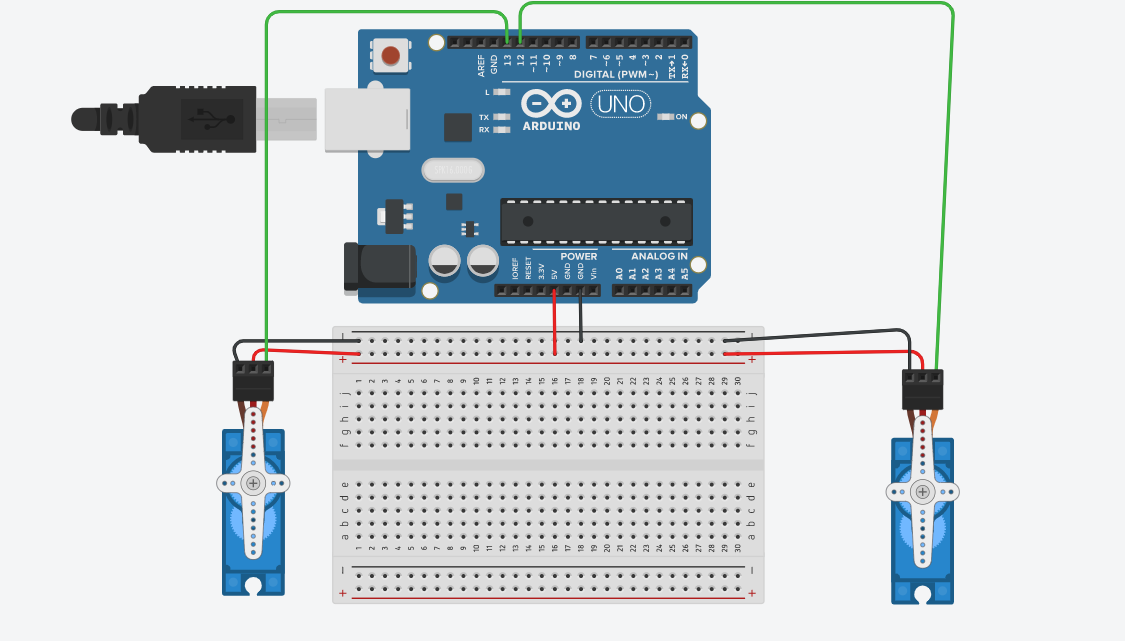 AREF
GND
13
12
~11
~10
~9
8
7
~6
~5
4
~3
2
TX→1
RX←0
DIGITAL (PWM~)
L
TX
RX
ARDUINO
UNO
ON
POWER
ANALOG IN
IOREF
RESET
3.3V
5V
GND
GND
Vin
A0
A1
A2
A3
A4
A5
− −
+ +
1 2 3 4 5 6 7 8 9 10 11 12 13 14 15 16 17 18 19 20 21 22 23 24 25 26 27 28 29 30
j j
i i
h h
g g
f f
e e
d d
c c
b b
a a
1 2 3 4 5 6 7 8 9 10 11 12 13 14 15 16 17 18 19 20 21 22 23 24 25 26 27 28 29 30
− −
+ +